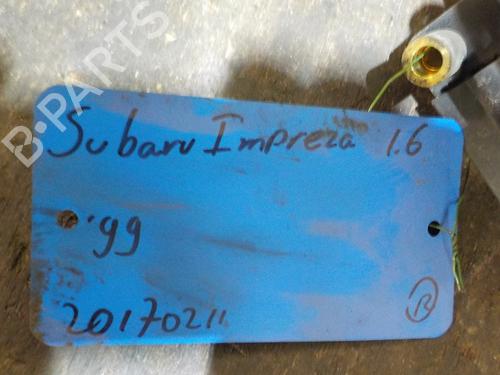 B-PARTS
Subaru Impreza 1.6
'99
20170211
R